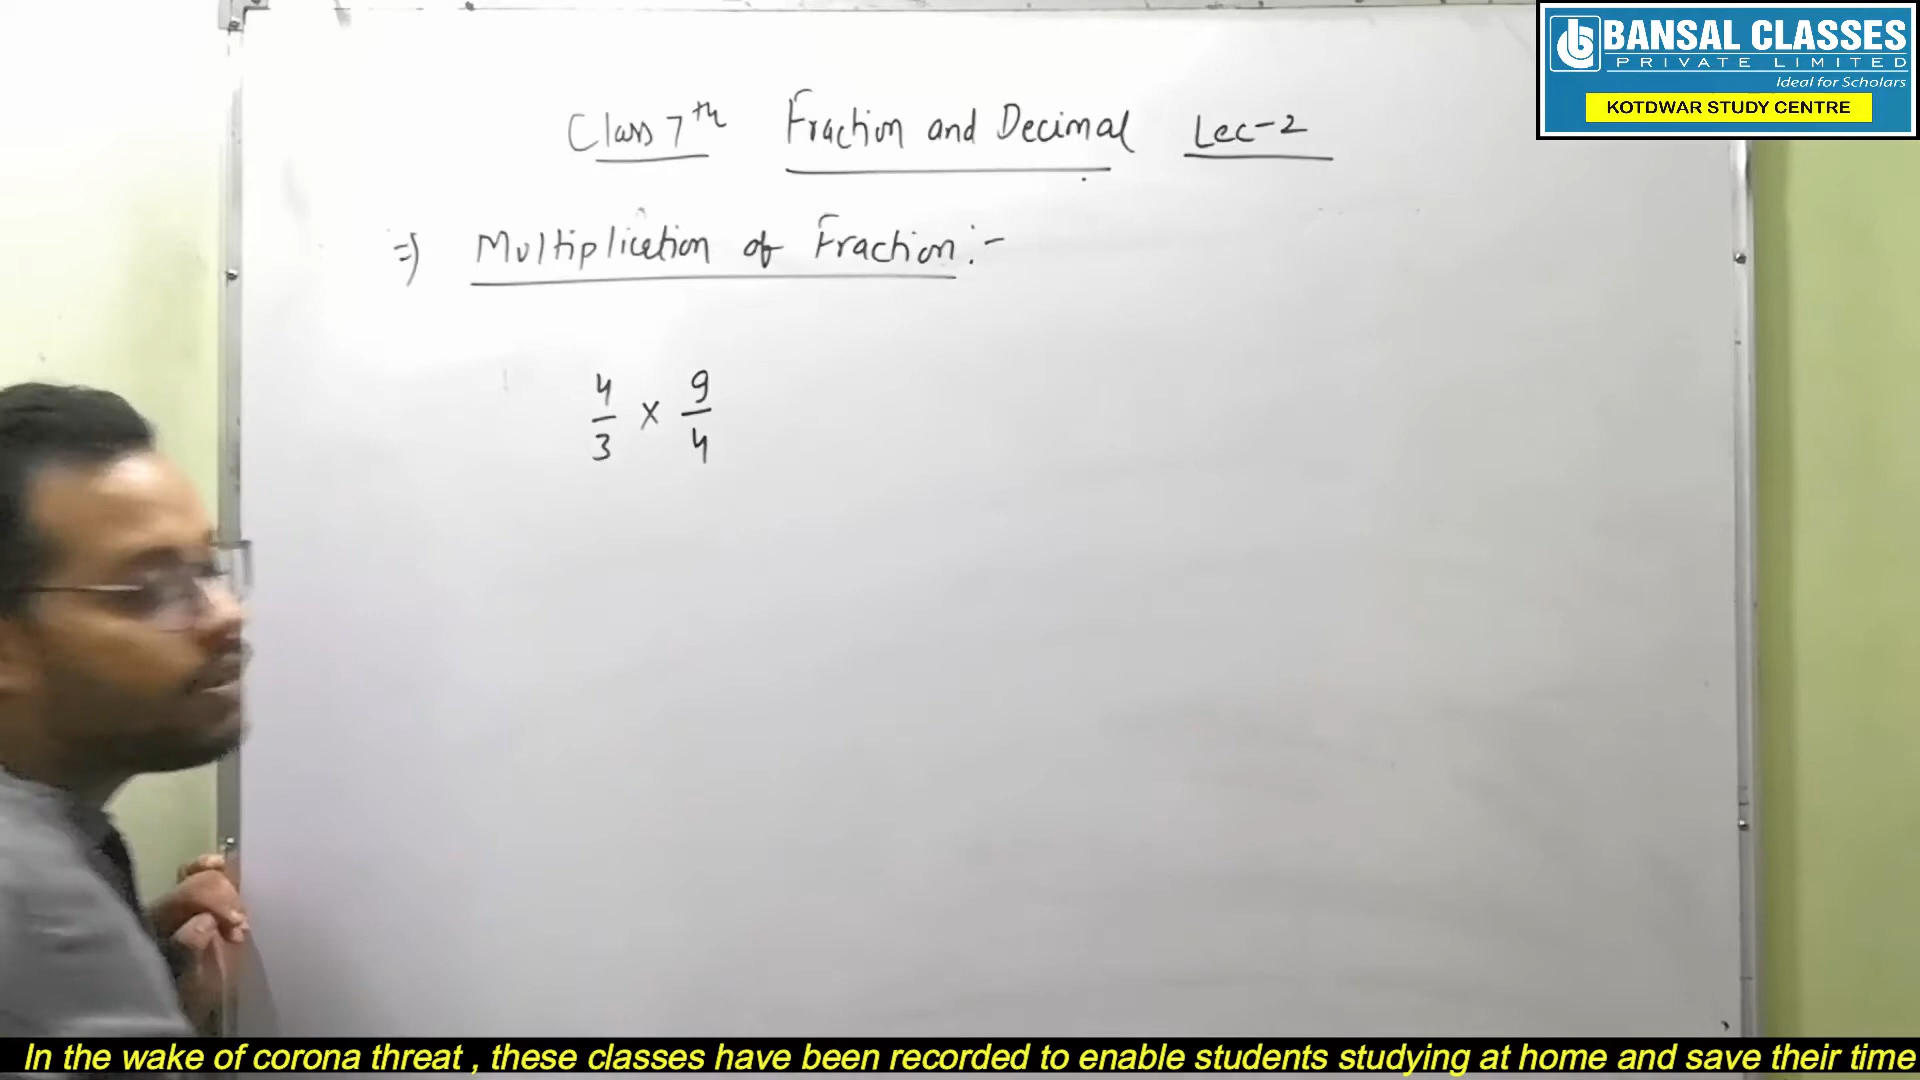 BANSAL CLASSES
PRIVATE LIMITED
Ideal for Scholars
KOTDWAR STUDY CENTRE
Class 7th Fraction and Decimal Lec-2
⇒ Multiplication of Fraction:-
4/3 × 9/4
In the wake of corona threat , these classes have been recorded to enable students studying at home and save their time